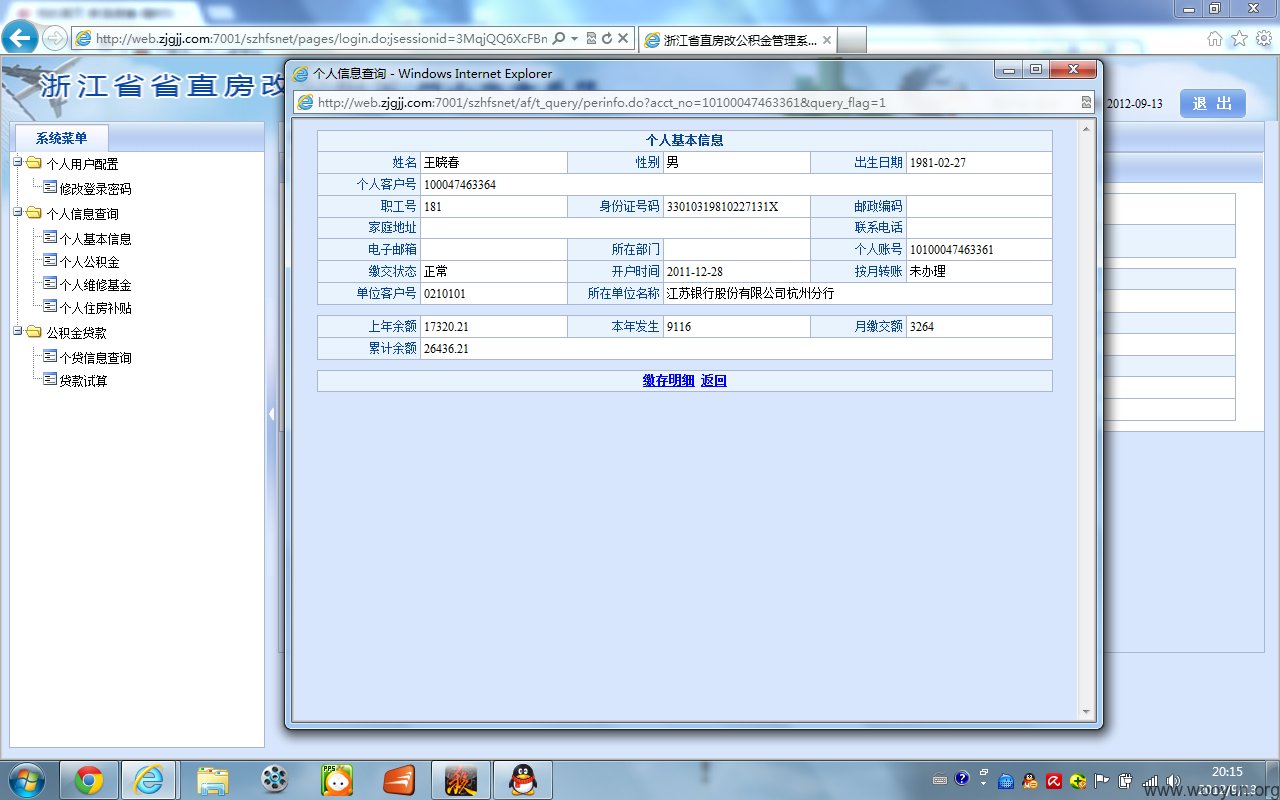 http://web.zjgjj.com:7001/szhfsnet/pages/login.do;jsessionid=3MqjQQ6XcFBn
浙江省直房改公积金管理系...
浙江省省直房改
2012-09-13
退 出
系统菜单
个人用户配置
修改登录密码
个人信息查询
个人基本信息
个人公积金
个人维修基金
个人住房补贴
公积金贷款
个贷信息查询
贷款试算
个人信息查询 - Windows Internet Explorer
http://web.zjgjj.com:7001/szhfsnet/af/t_query/perinfo.do?acct_no=10100047463361&query_flag=1
个人基本信息
姓名 王晓春 性别 男 出生日期 1981-02-27
个人客户号 100047463364
职工号 181 身份证号码 33010319810227131X 邮政编码
家庭地址 联系电话
电子邮箱 所在部门 个人账号 10100047463361
缴交状态 正常 开户时间 2011-12-28 按月转账 未办理
单位客户号 0210101 所在单位名称 江苏银行股份有限公司杭州分行
上年余额 17320.21 本年发生 9116 月缴交额 3264
累计余额 26436.21
缴存明细 返回
PPS
20:15
2012/9/13
www.wooyun.org